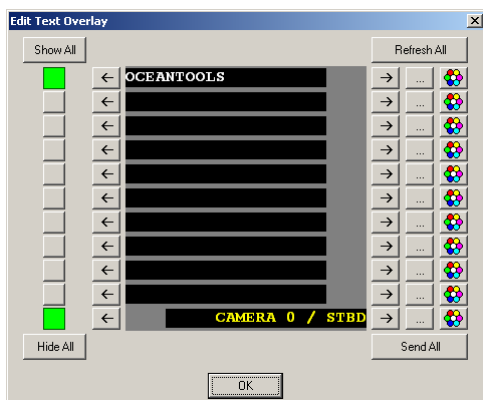 Edit Text Overlay
Show All
Refresh All
← OCEANTOOLS → ...
← → ...
← → ...
← → ...
← → ...
← → ...
← → ...
← → ...
← → ...
← → ...
← CAMERA 0 / STBD → ...
Hide All
Send All
OK